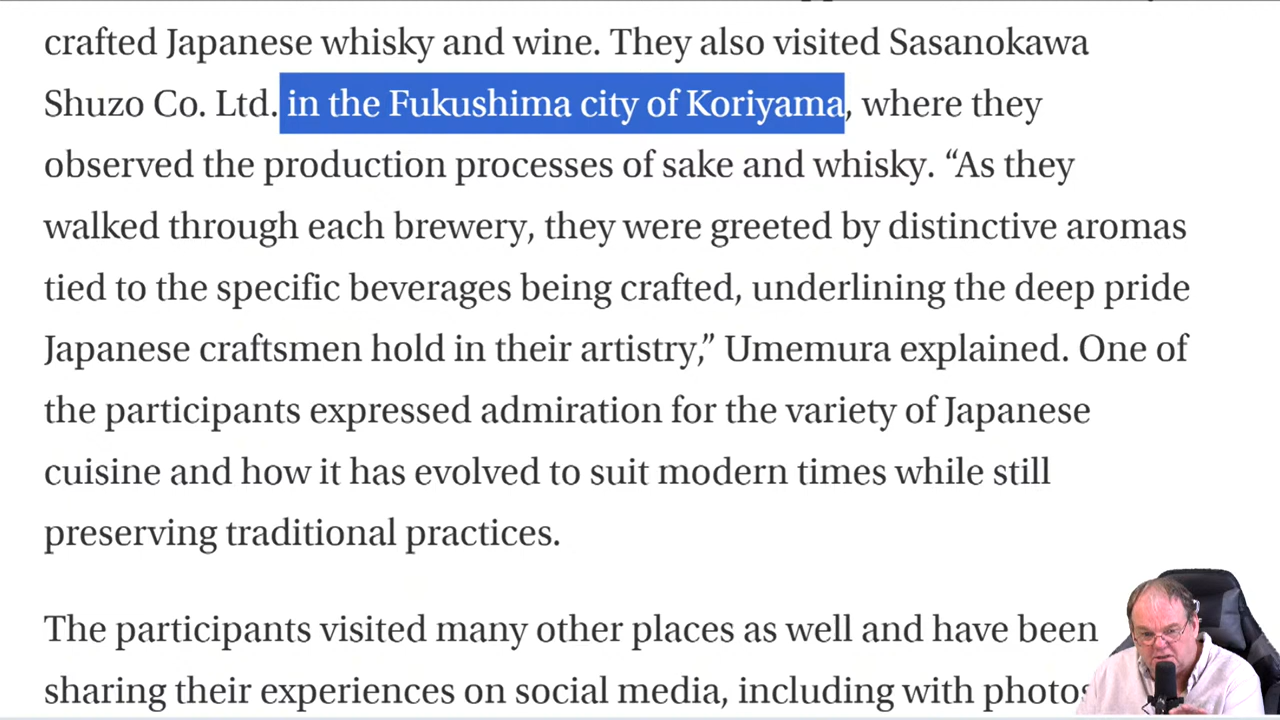 crafted Japanese whisky and wine. They also visited Sasanokawa
Shuzo Co. Ltd. in the Fukushima city of Koriyama, where they
observed the production processes of sake and whisky. “As they
walked through each brewery, they were greeted by distinctive aromas
tied to the specific beverages being crafted, underlining the deep pride
Japanese craftsmen hold in their artistry,” Umemura explained. One of
the participants expressed admiration for the variety of Japanese
cuisine and how it has evolved to suit modern times while still
preserving traditional practices.
The participants visited many other places as well and have been
sharing their experiences on social media, including with photos